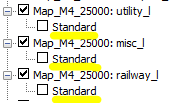 Map_M4_25000: utility_l
Standard
Map_M4_25000: misc_l
Standard
Map_M4_25000: railway_l
Standard